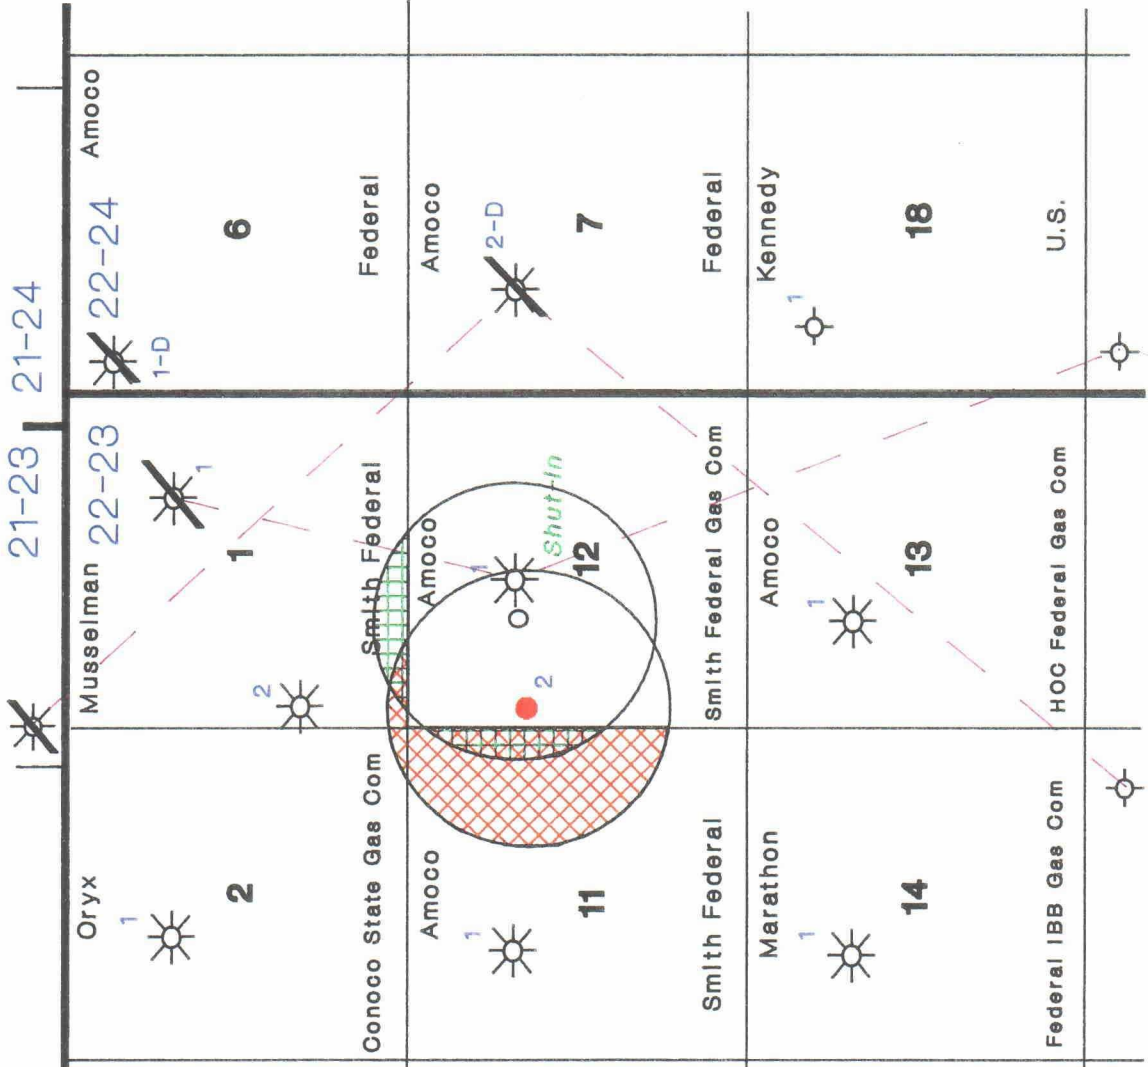 21-23
21-24
Oryx
1
2
Conoco State Gas Com
Musselman
22-23
1
1
2
Smith Federal
Amoco
22-24
1-D
6
Federal
Amoco
1
11
Smith Federal
Amoco
1
2
Shut-In
12
Smith Federal Gas Com
Amoco
2-D
7
Federal
Marathon
1
14
Federal IBB Gas Com
Amoco
1
13
HOC Federal Gas Com
Kennedy
1
18
U.S.